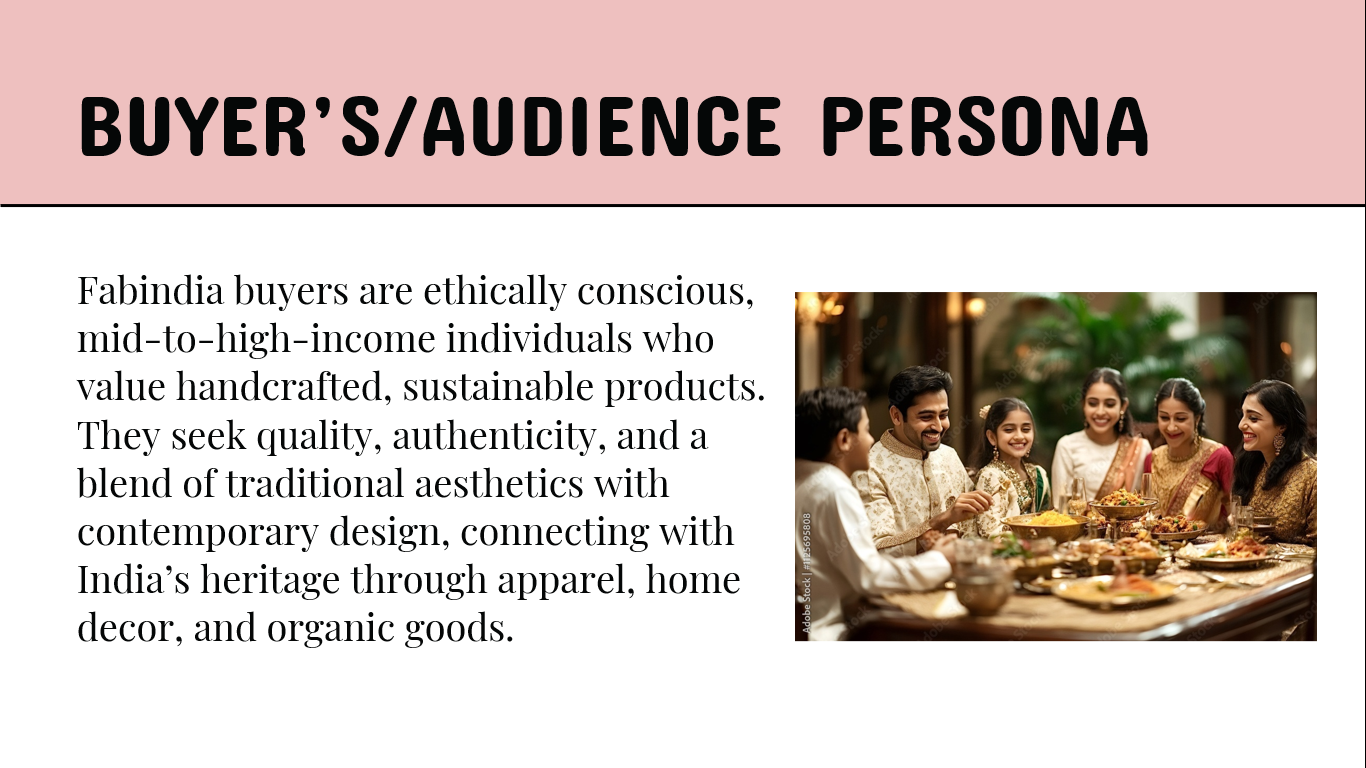 BUYER’S/AUDIENCE PERSONA
Fabindia buyers are ethically conscious,
mid-to-high-income individuals who
value handcrafted, sustainable products.
They seek quality, authenticity, and a
blend of traditional aesthetics with
contemporary design, connecting with
India’s heritage through apparel, home
decor, and organic goods.
Adobe Stock | #1125695808